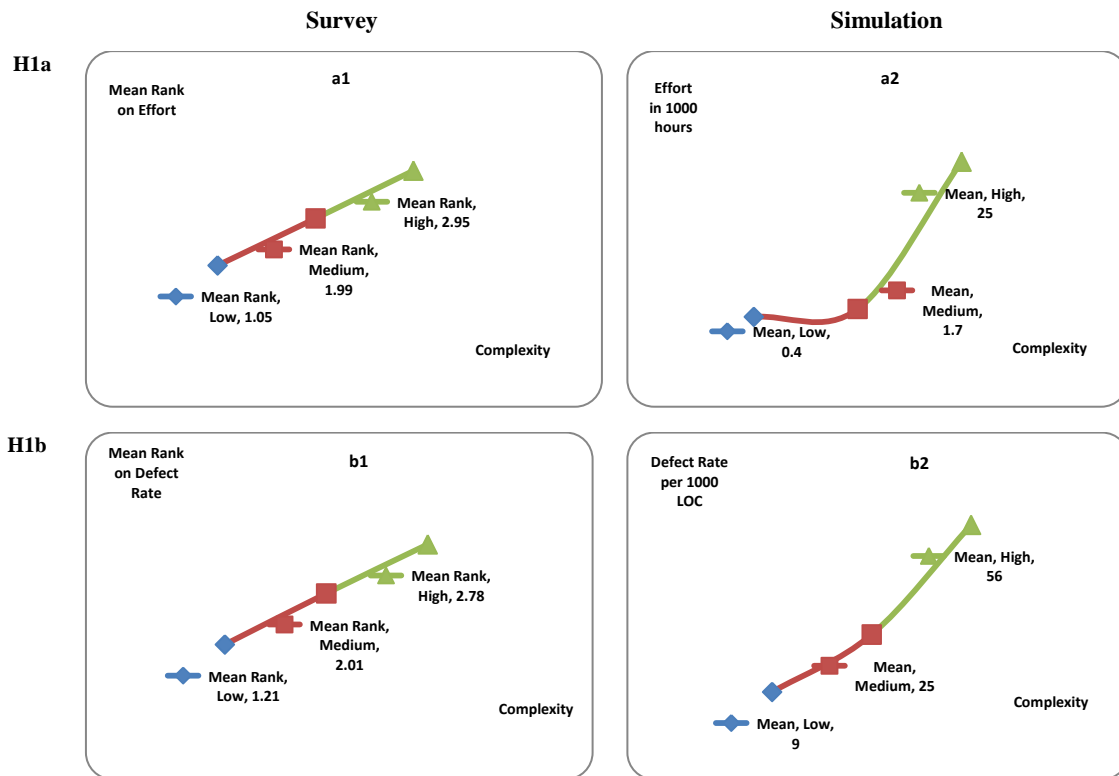 Survey
Simulation
H1a
a1
Mean Rank
on Effort
Mean Rank,
High, 2.95
Mean Rank,
Medium,
1.99
Mean Rank,
Low, 1.05
Complexity
a2
Effort
in 1000
hours
Mean, High,
25
Mean,
Medium,
1.7
Mean, Low,
0.4
Complexity
H1b
b1
Mean Rank
on Defect
Rate
Mean Rank,
High, 2.78
Mean Rank,
Medium,
2.01
Mean Rank,
Low, 1.21
Complexity
b2
Defect Rate
per 1000
LOC
Mean, High,
56
Mean,
Medium, 25
Mean, Low,
9
Complexity